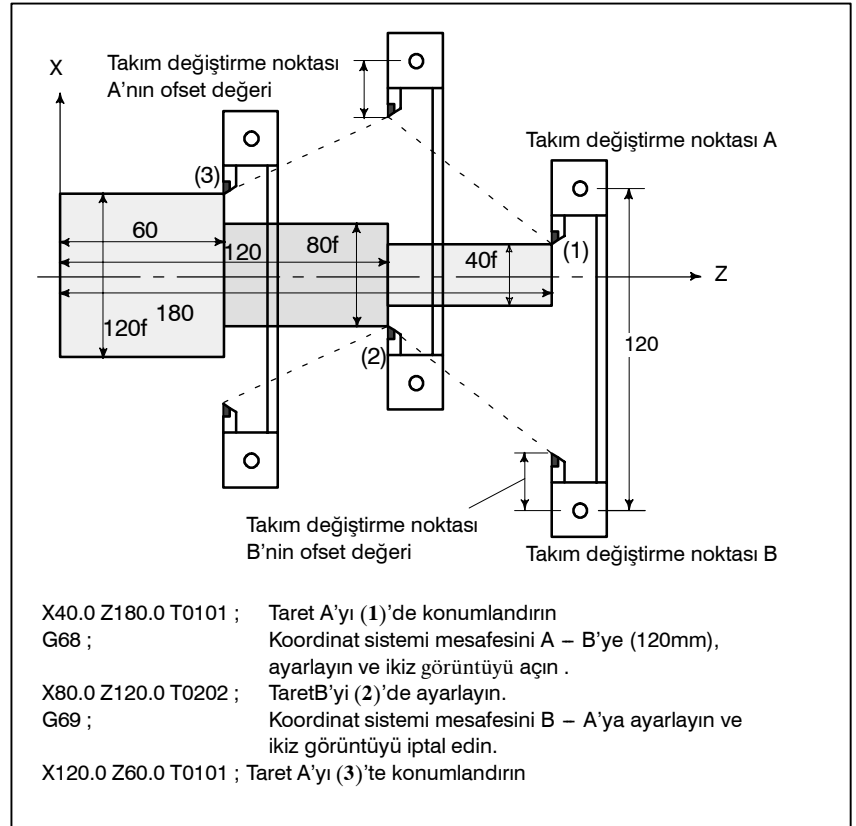 Takım değiştirme noktası
A’nın ofset değeri
X
Takım değiştirme noktası A
(3)
60
120
80f
40f
(1)
Z
180
120f
(2)
120
Takım değiştirme noktası
B’nin ofset değeri
Takım değiştirme noktası B
X40.0 Z180.0 T0101 ; Taret A’yı (1)’de konumlandırın
G68 ; Koordinat sistemi mesafesini A – B’ye (120mm),
ayarlayın ve ikiz görüntüyü açın .
X80.0 Z120.0 T0202 ; TaretB’yi (2)’de ayarlayın.
G69 ; Koordinat sistemi mesafesini B – A’ya ayarlayın ve
ikiz görüntüyü iptal edin.
X120.0 Z60.0 T0101 ; Taret A’yı (3)’te konumlandırın